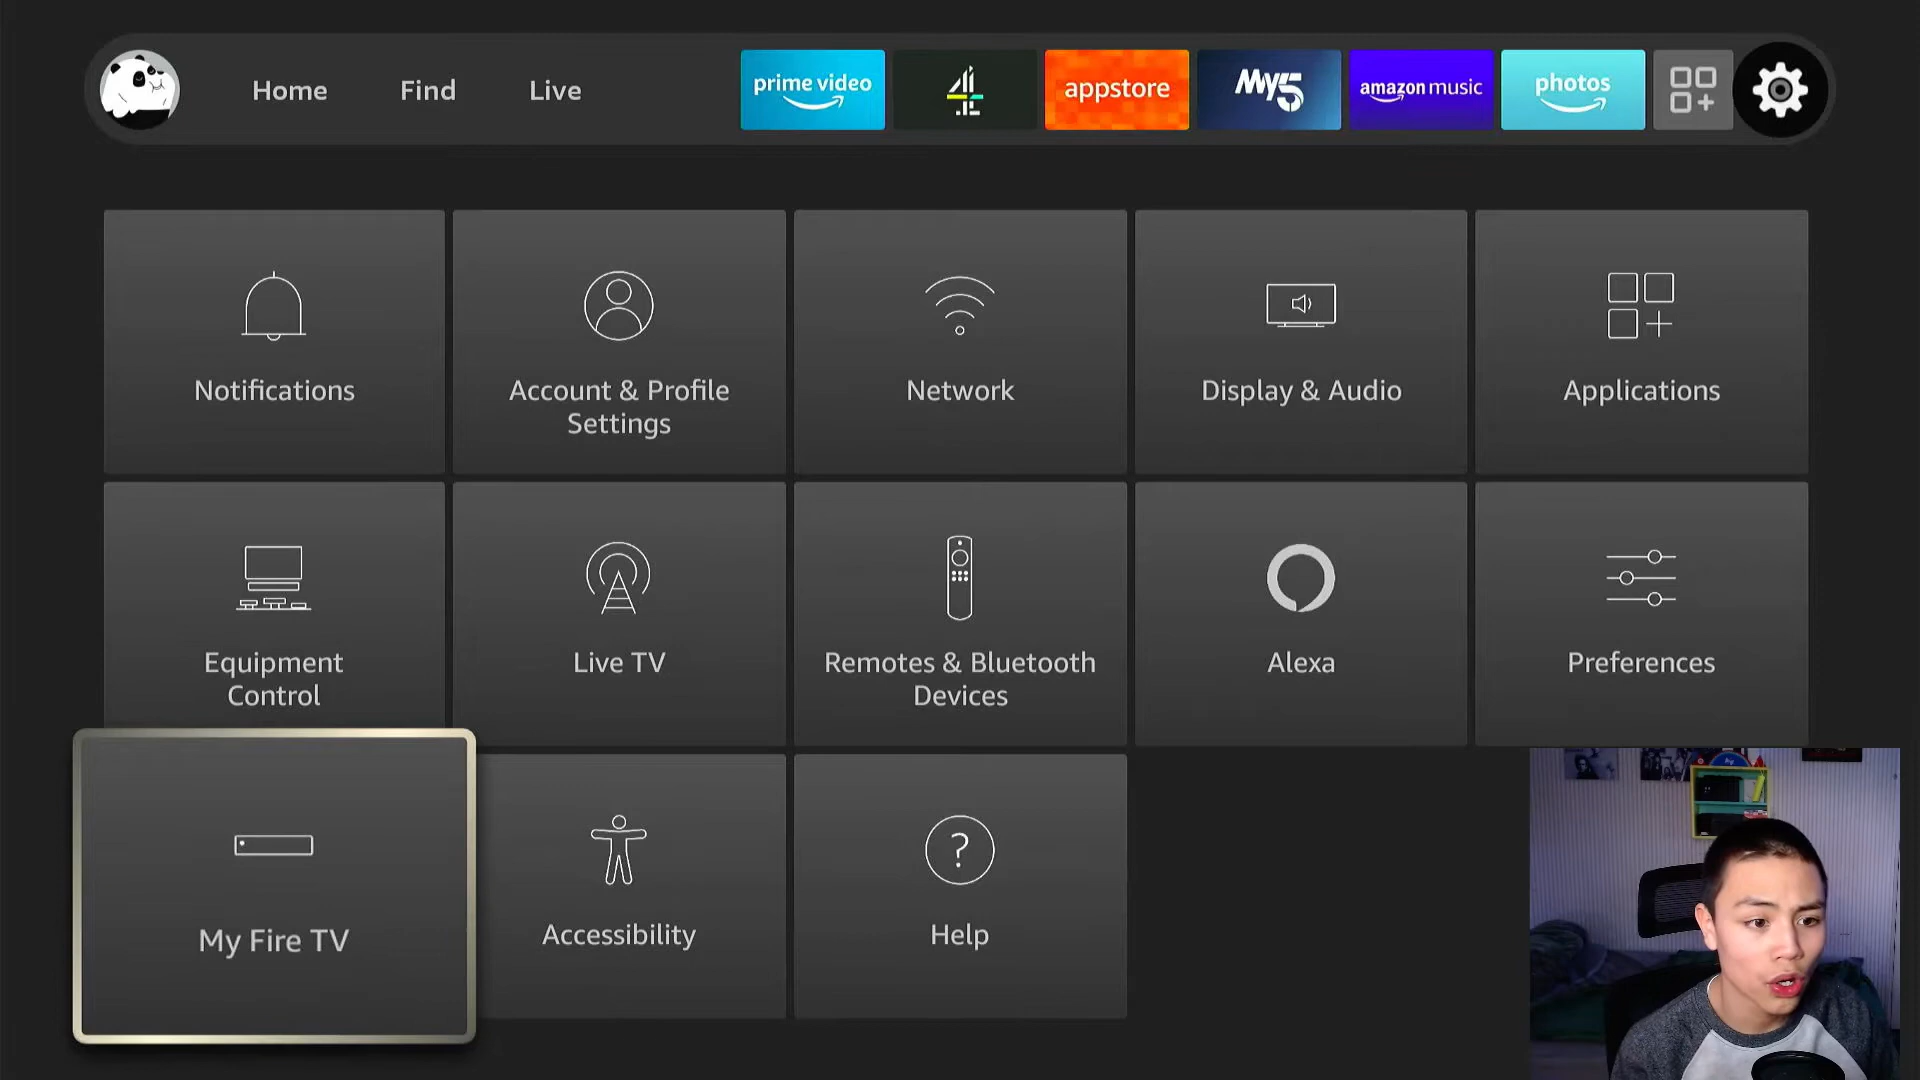 Home
Find
Live
prime video
4
appstore
My5
amazon music
photos
Notifications
Account & Profile
Settings
Network
Display & Audio
Applications
Equipment
Control
Live TV
Remotes & Bluetooth
Devices
Alexa
Preferences
My Fire TV
Accessibility
?
Help